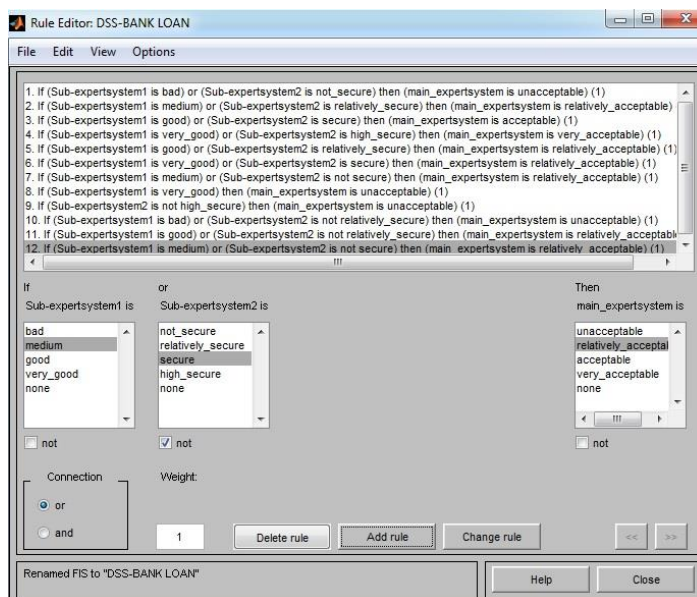 Rule Editor: DSS-BANK LOAN
File Edit View Options
1. If (Sub-expertsystem1 is bad) or (Sub-expertsystem2 is not_secure) then (main_expertsystem is unacceptable) (1)
2. If (Sub-expertsystem1 is medium) or (Sub-expertsystem2 is relatively_secure) then (main_expertsystem is relatively_acceptable)
3. If (Sub-expertsystem1 is good) or (Sub-expertsystem2 is secure) then (main_expertsystem is acceptable) (1)
4. If (Sub-expertsystem1 is very_good) or (Sub-expertsystem2 is high_secure) then (main_expertsystem is very_acceptable) (1)
5. If (Sub-expertsystem1 is good) or (Sub-expertsystem2 is relatively_secure) then (main_expertsystem is relatively_acceptable) (1)
6. If (Sub-expertsystem1 is very_good) or (Sub-expertsystem2 is secure) then (main_expertsystem is relatively_acceptable) (1)
7. If (Sub-expertsystem1 is medium) or (Sub-expertsystem2 is not secure) then (main_expertsystem is relatively_acceptable) (1)
8. If (Sub-expertsystem1 is very_good) then (main_expertsystem is unacceptable) (1)
9. If (Sub-expertsystem2 is not high_secure) then (main_expertsystem is unacceptable) (1)
10. If (Sub-expertsystem1 is bad) or (Sub-expertsystem2 is not relatively_secure) then (main_expertsystem is unacceptable) (1)
11. If (Sub-expertsystem1 is good) or (Sub-expertsystem2 is not relatively_secure) then (main_expertsystem is relatively_acceptabl
12. If (Sub-expertsystem1 is medium) or (Sub-expertsystem2 is not secure) then (main_expertsystem is relatively_acceptable) (1)
If or Then
Sub-expertsystem1 is Sub-expertsystem2 is main_expertsystem is
bad not_secure unacceptable
medium relatively_secure relatively_acceptal
good secure acceptable
very_good high_secure very_acceptable
none none none
not not not
Connection Weight:
or
and 1 Delete rule Add rule Change rule << >>
Renamed FIS to "DSS-BANK LOAN" Help Close